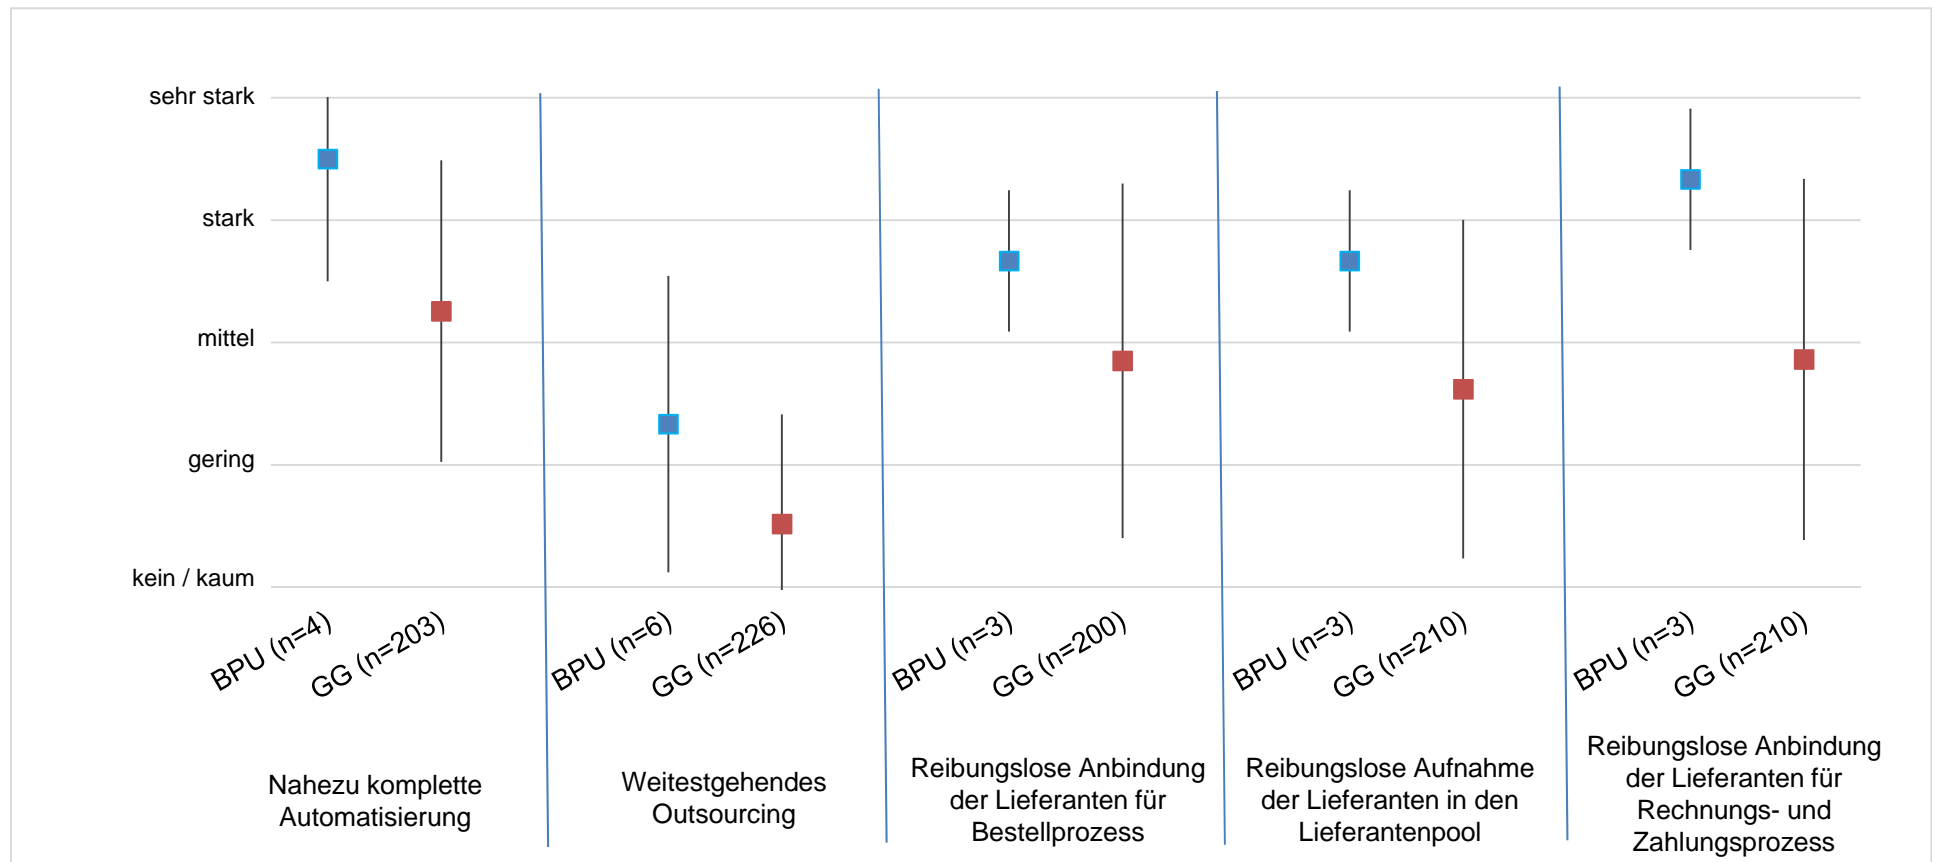 sehr stark
stark
mittel
gering
kein / kaum
BPU (n=4)
GG (n=203)
BPU (n=6)
GG (n=226)
BPU (n=3)
GG (n=200)
BPU (n=3)
GG (n=210)
BPU (n=3)
GG (n=210)
Nahezu komplette
Automatisierung
Weitestgehendes
Outsourcing
Reibungslose Anbindung
der Lieferanten für
Bestellprozess
Reibungslose Aufnahme
der Lieferanten in den
Lieferantenpool
Reibungslose Anbindung
der Lieferanten für
Rechnungs- und
Zahlungsprozess